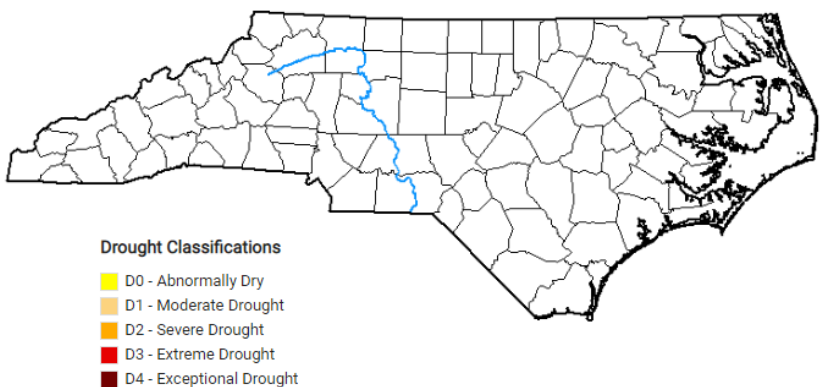 Drought Classifications
D0 - Abnormally Dry
D1 - Moderate Drought
D2 - Severe Drought
D3 - Extreme Drought
D4 - Exceptional Drought